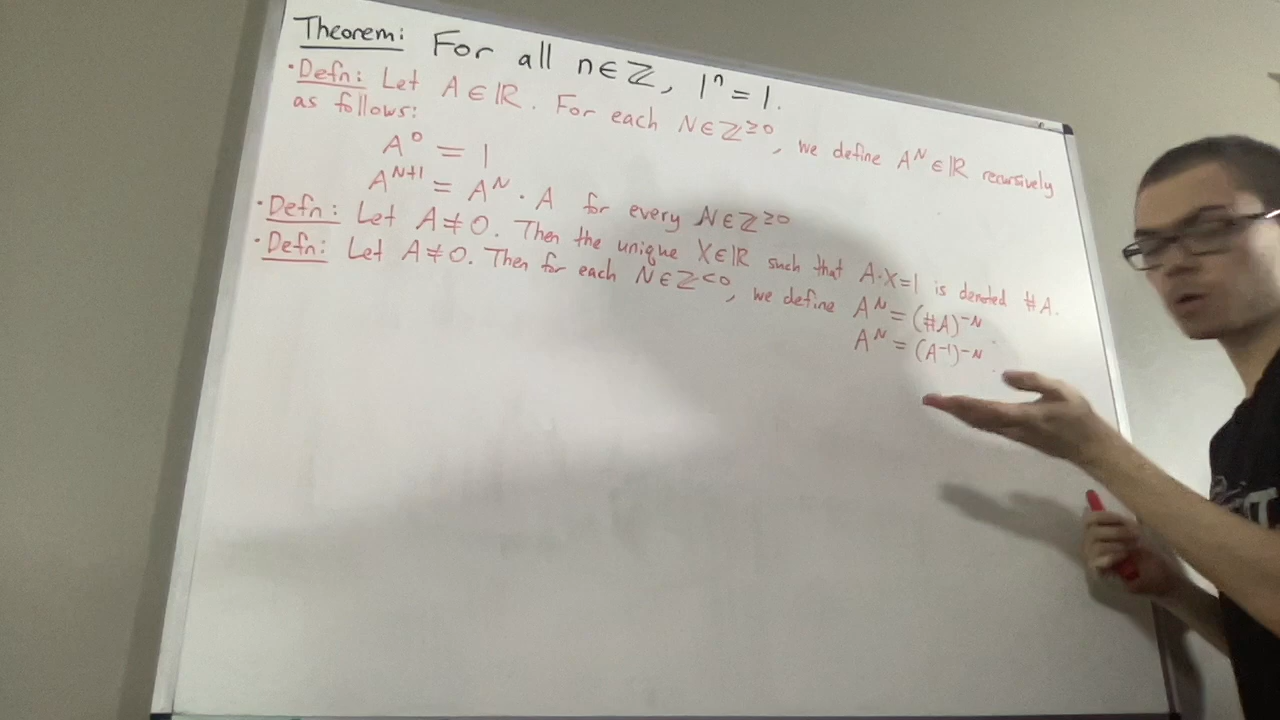 Theorem: For all n∈ℤ, 1ⁿ = 1.
• Defn: Let A∈ℝ. For each N∈ℤ≥0, we define Aᴺ∈ℝ recursively
as follows:
A⁰ = 1
Aᴺ⁺¹ = Aᴺ · A for every N∈ℤ≥0
• Defn: Let A≠0. Then the unique X∈ℝ such that A·X=1 is denoted #A.
• Defn: Let A≠0. Then for each N∈ℤ<0, we define Aᴺ = (#A)⁻ᴺ
Aᴺ = (A⁻¹)⁻ᴺ